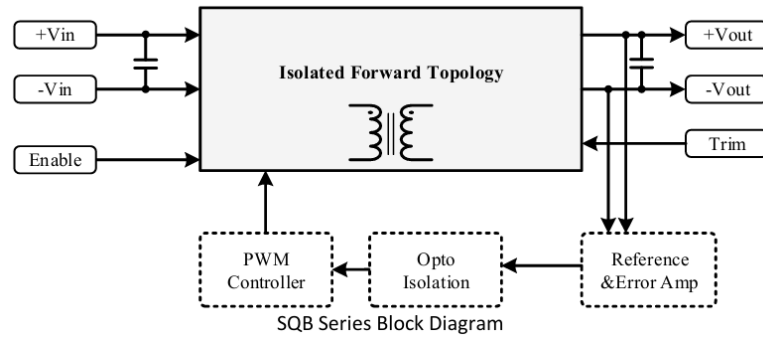 +Vin
+Vout
Isolated Forward Topology
-Vin
-Vout
Enable
Trim
PWM
Controller
Opto
Isolation
Reference
&Error Amp
SQB Series Block Diagram